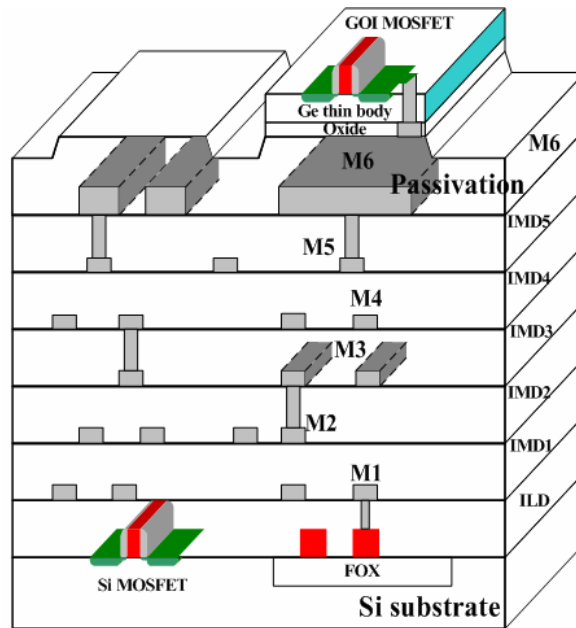 GOI MOSFET
Ge thin body
Oxide
M6
M6
Passivation
IMD5
M5
IMD4
M4
IMD3
M3
IMD2
M2
IMD1
M1
ILD
Si MOSFET
FOX
Si substrate